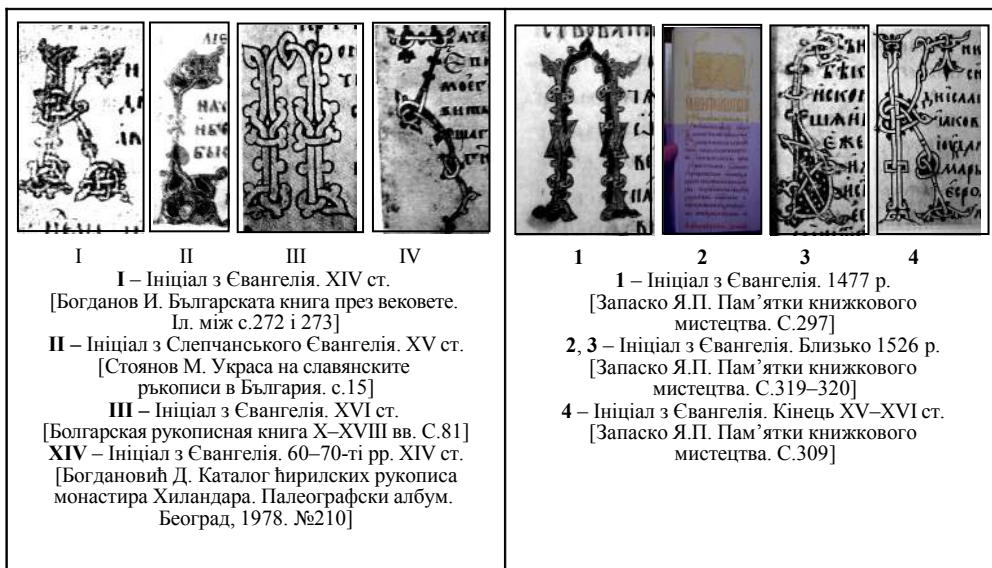 I II III IV
I – Ініціал з Євангелія. XIV ст.
[Богданов И. Българската книга през вековете.
Іл. між с.272 і 273]
II – Ініціал з Слепчанського Євангелія. XV ст.
[Стоянов М. Украса на славянските
ръкописи в България. с.15]
III – Ініціал з Євангелія. XVI ст.
[Болгарская рукописная книга X–XVIII вв. С.81]
XIV – Ініціал з Євангелія. 60–70-ті рр. XIV ст.
[Богдановић Д. Каталог ћирилских рукописа
монастира Хиландара. Палеографски албум.
Београд, 1978. №210]
1 2 3 4
1 – Ініціал з Євангелія. 1477 р.
[Запаско Я.П. Пам’ятки книжкового
мистецтва. С.297]
2, 3 – Ініціал з Євангелія. Близько 1526 р.
[Запаско Я.П. Пам’ятки книжкового
мистецтва. С.319–320]
4 – Ініціал з Євангелія. Кінець XV–XVI ст.
[Запаско Я.П. Пам’ятки книжкового
мистецтва. С.309]